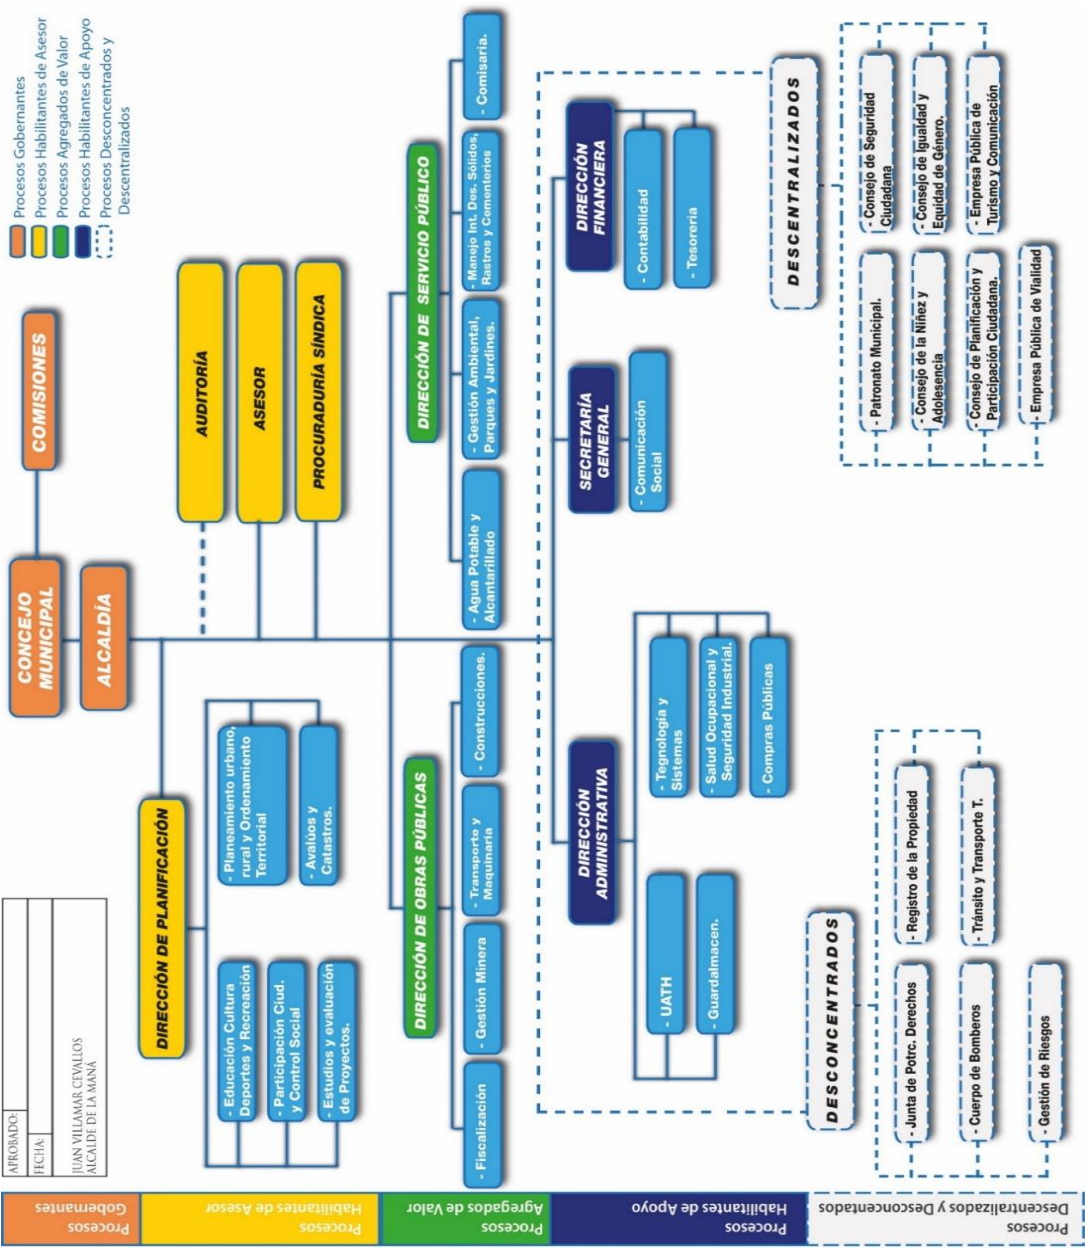 APROBADO:
FECHA:
JUAN VILLAMAR CEVALLOS
ALCALDE DE LA MANÁ
Procesos Gobernantes
Procesos Habilitantes de Asesor
Procesos Agregados de Valor
Procesos Habilitantes de Apoyo
Procesos Desconcentrados y
Descentralizados
CONCEJO
MUNICIPAL
COMISIONES
ALCALDÍA
DIRECCIÓN DE PLANIFICACIÓN
- Educación Cultura
Deportes y Recreación
- Participación Ciud.
y Control Social
- Estudios y evaluación
de Proyectos.
- Planeamiento urbano,
rural y Ordenamiento
Territorial
- Avalúos y
Catastros.
AUDITORÍA
ASESOR
PROCURADURÍA SÍNDICA
DIRECCIÓN DE OBRAS PÚBLICAS
- Fiscalización
- Gestión Minera
- Transporte y
Maquinaria
- Construcciones.
DIRECCIÓN DE SERVICIO PÚBLICO
- Agua Potable y
Alcantarillado
- Gestión Ambiental,
Parques y Jardines.
- Manejo Int. Des. Sólidos,
Rastros y Cementerios
- Comisaria.
DIRECCIÓN
ADMINISTRATIVA
- UATH
- Guardalmacen.
- Tegnología y
Sistemas
- Salud Ocupacional y
Seguridad Industrial.
- Compras Públicas
SECRETARÍA
GENERAL
- Comunicación
Social
DIRECCIÓN
FINANCIERA
- Contabilidad
- Tesoreria
DESCONCENTRADOS
- Junta de Potrc. Derechos
- Cuerpo de Bomberos
- Gestión de Riesgos
- Registro de la Propiedad
- Tránsito y Transporte T.
DESCENTRALIZADOS
- Patronato Municipal.
- Consejo de la Niñez y
Adolesencia
- Consejo de Planificación y
Participación Ciudadana.
- Empresa Pública de Vialidad
- Consejo de Seguridad
Ciudadana
- Consejo de Igualdad y
Equidad de Género.
- Empresa Pública de
Turismo y Comunicación
Procesos
Gobernantes
Procesos
Habilitantes de Asesor
Procesos
Agregados de Valor
Procesos
Habilitantes de Apoyo
Procesos
Descentralizados y Desconcentados